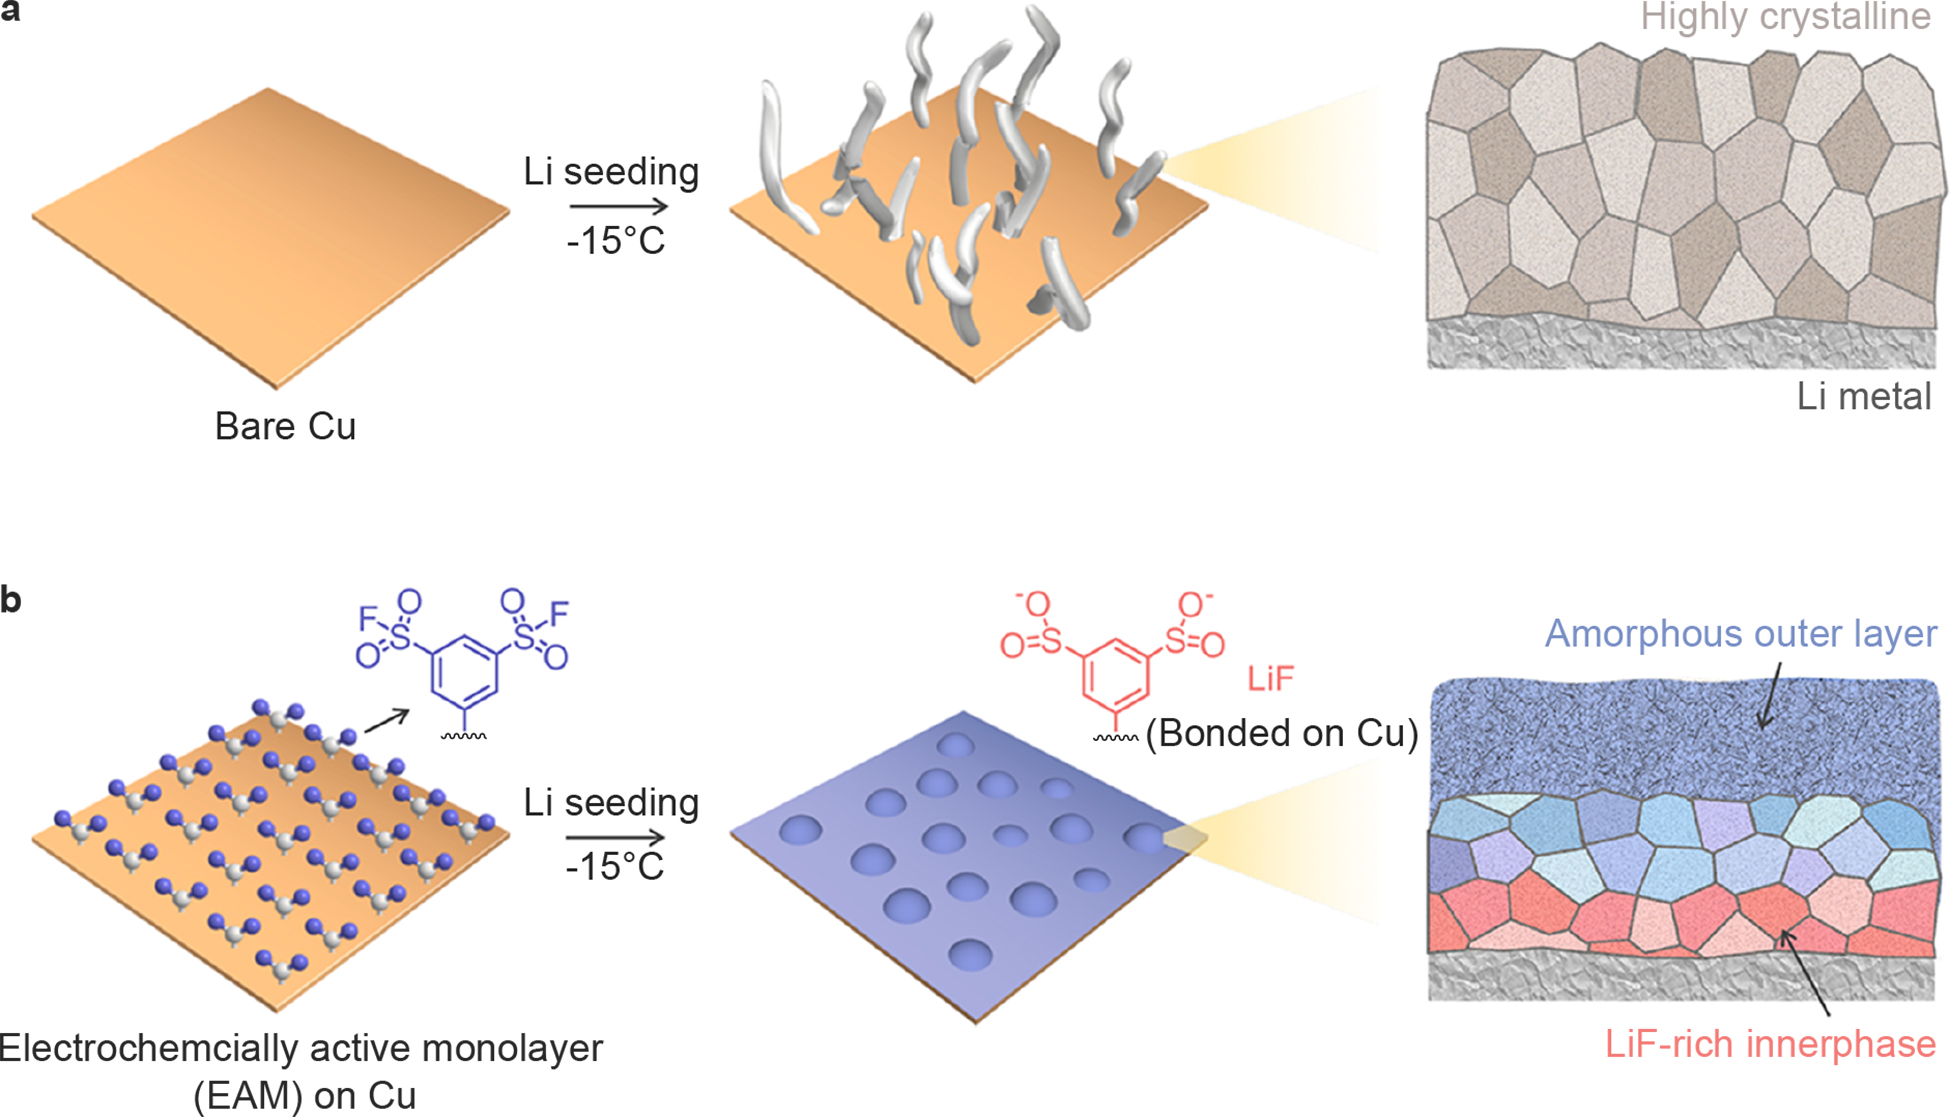 a
Highly crystalline
Li seeding
-15°C
Bare Cu
Li metal
b
F O O F
S S
O O
-O O-
O S S O
LiF
(Bonded on Cu)
Amorphous outer layer
Li seeding
-15°C
LiF-rich innerphase
Electrochemcially active monolayer
(EAM) on Cu